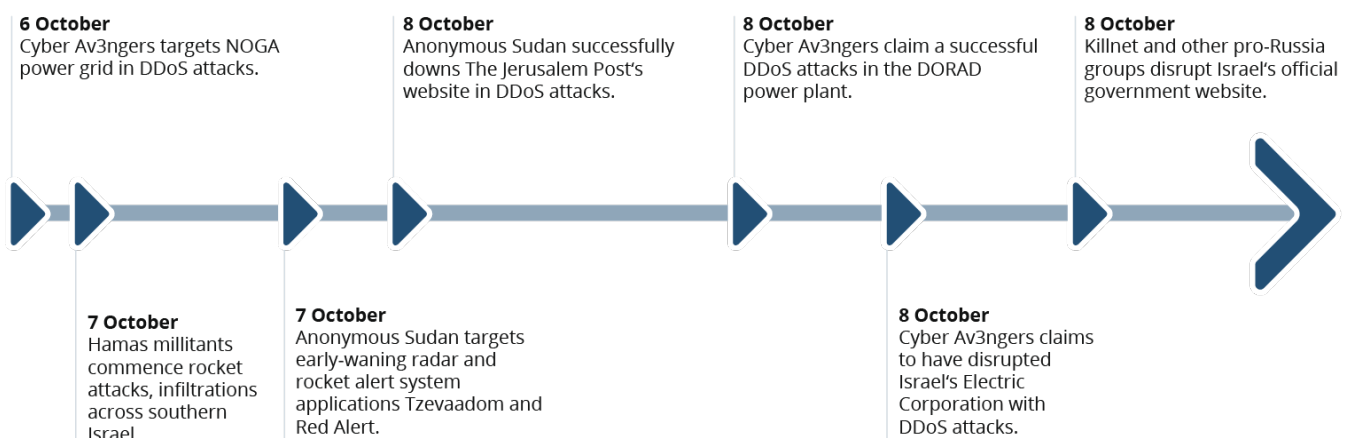 6 October
Cyber Av3ngers targets NOGA
power grid in DDoS attacks.
7 October
Hamas millitants
commence rocket
attacks, infiltrations
across southern
Israel
7 October
Anonymous Sudan targets
early-waning radar and
rocket alert system
applications Tzevaadom and
Red Alert.
8 October
Anonymous Sudan successfully
downs The Jerusalem Post‘s
website in DDoS attacks.
8 October
Cyber Av3ngers claim a successful
DDoS attacks in the DORAD
power plant.
8 October
Cyber Av3ngers claims
to have disrupted
Israel‘s Electric
Corporation with
DDoS attacks.
8 October
Killnet and other pro-Russia
groups disrupt Israel‘s official
government website.